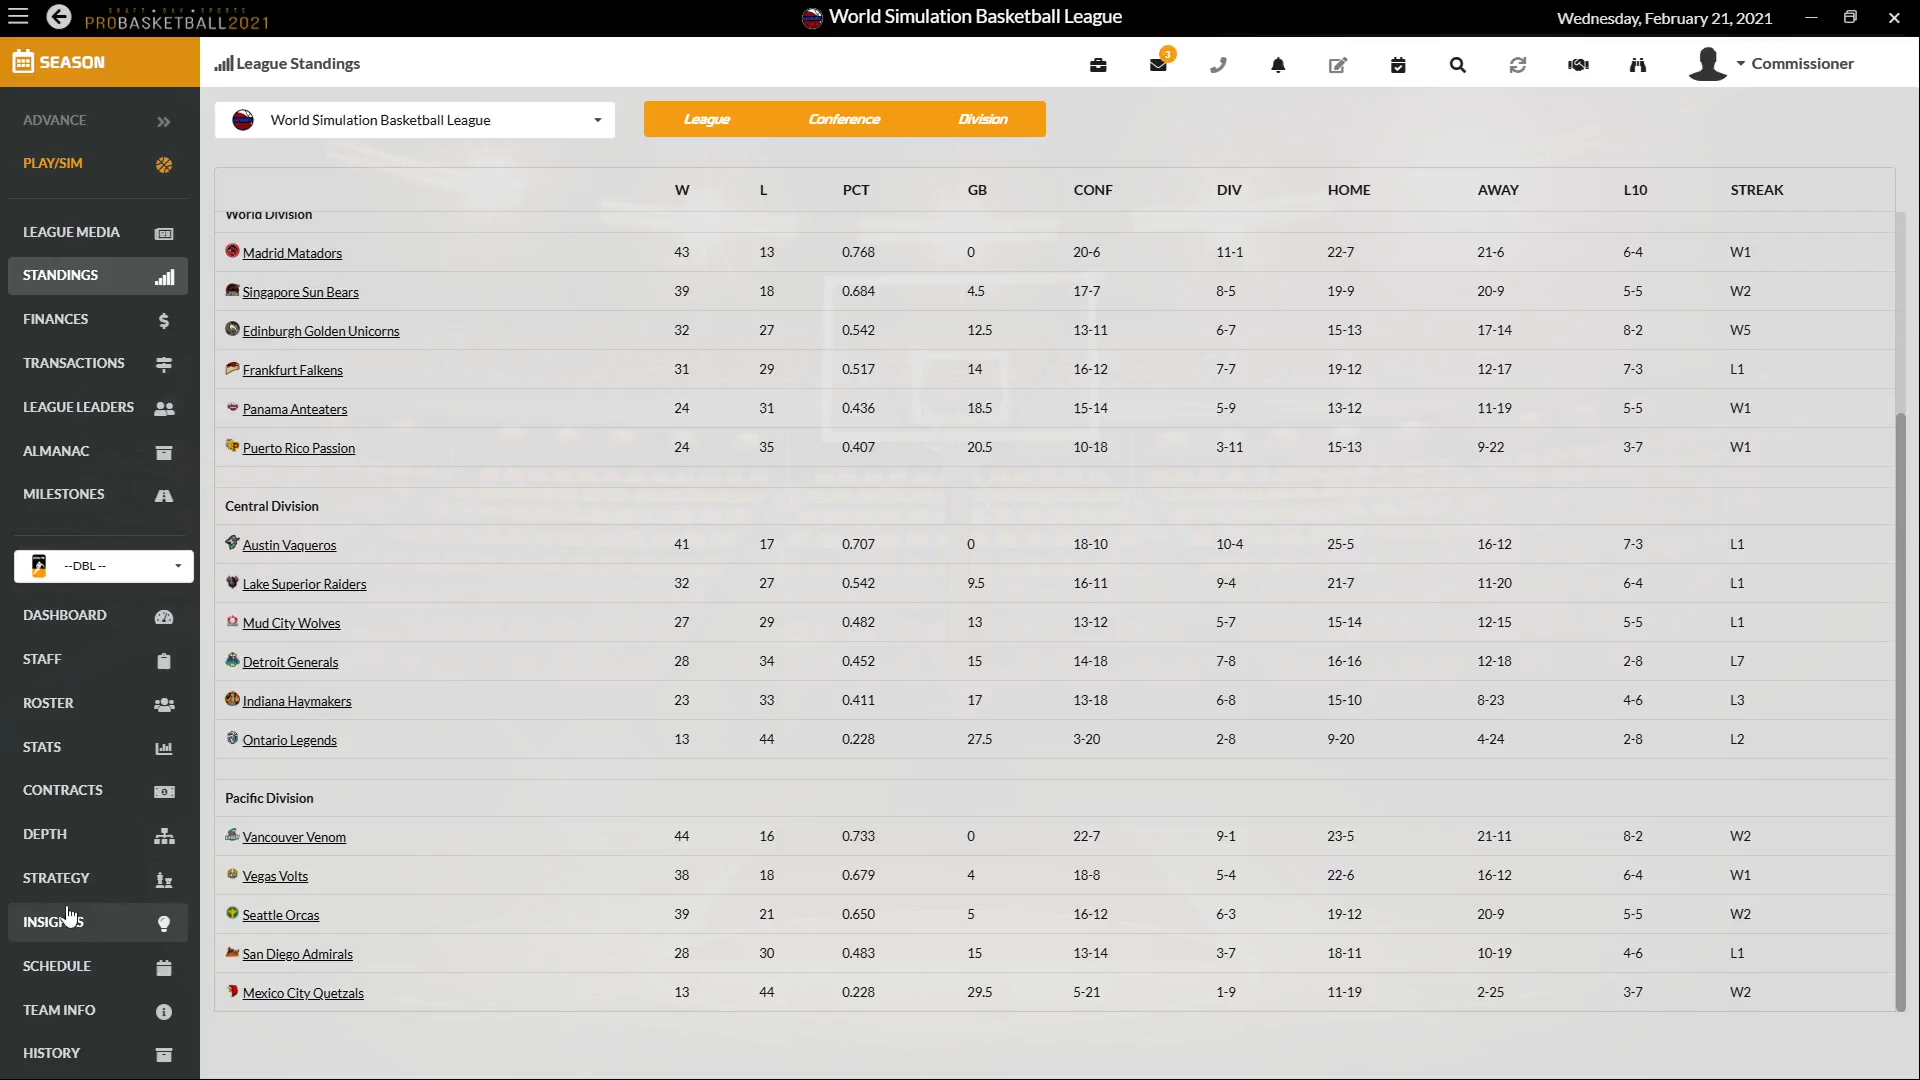 DRAFT • DAY • SPORTS
PROBASKETBALL2021
World Simulation Basketball League
Wednesday, February 21, 2021
SEASON
League Standings
3
Commissioner
ADVANCE
PLAY/SIM
LEAGUE MEDIA
STANDINGS
FINANCES
TRANSACTIONS
LEAGUE LEADERS
ALMANAC
MILESTONES
--DBL--
DASHBOARD
STAFF
ROSTER
STATS
CONTRACTS
DEPTH
STRATEGY
INSIGHTS
SCHEDULE
TEAM INFO
HISTORY
World Simulation Basketball League
League Conference Division
W L PCT GB CONF DIV HOME AWAY L10 STREAK
World Division
Madrid Matadors 43 13 0.768 0 20-6 11-1 22-7 21-6 6-4 W1
Singapore Sun Bears 39 18 0.684 4.5 17-7 8-5 19-9 20-9 5-5 W2
Edinburgh Golden Unicorns 32 27 0.542 12.5 13-11 6-7 15-13 17-14 8-2 W5
Frankfurt Falkens 31 29 0.517 14 16-12 7-7 19-12 12-17 7-3 L1
Panama Anteaters 24 31 0.436 18.5 15-14 5-9 13-12 11-19 5-5 W1
Puerto Rico Passion 24 35 0.407 20.5 10-18 3-11 15-13 9-22 3-7 W1
Central Division
Austin Vaqueros 41 17 0.707 0 18-10 10-4 25-5 16-12 7-3 L1
Lake Superior Raiders 32 27 0.542 9.5 16-11 9-4 21-7 11-20 6-4 L1
Mud City Wolves 27 29 0.482 13 13-12 5-7 15-14 12-15 5-5 L1
Detroit Generals 28 34 0.452 15 14-18 7-8 16-16 12-18 2-8 L7
Indiana Haymakers 23 33 0.411 17 13-18 6-8 15-10 8-23 4-6 L3
Ontario Legends 13 44 0.228 27.5 3-20 2-8 9-20 4-24 2-8 L2
Pacific Division
Vancouver Venom 44 16 0.733 0 22-7 9-1 23-5 21-11 8-2 W2
Vegas Volts 38 18 0.679 4 18-8 5-4 22-6 16-12 6-4 W1
Seattle Orcas 39 21 0.650 5 16-12 6-3 19-12 20-9 5-5 W2
San Diego Admirals 28 30 0.483 15 13-14 3-7 18-11 10-19 4-6 L1
Mexico City Quetzals 13 44 0.228 29.5 5-21 1-9 11-19 2-25 3-7 W2